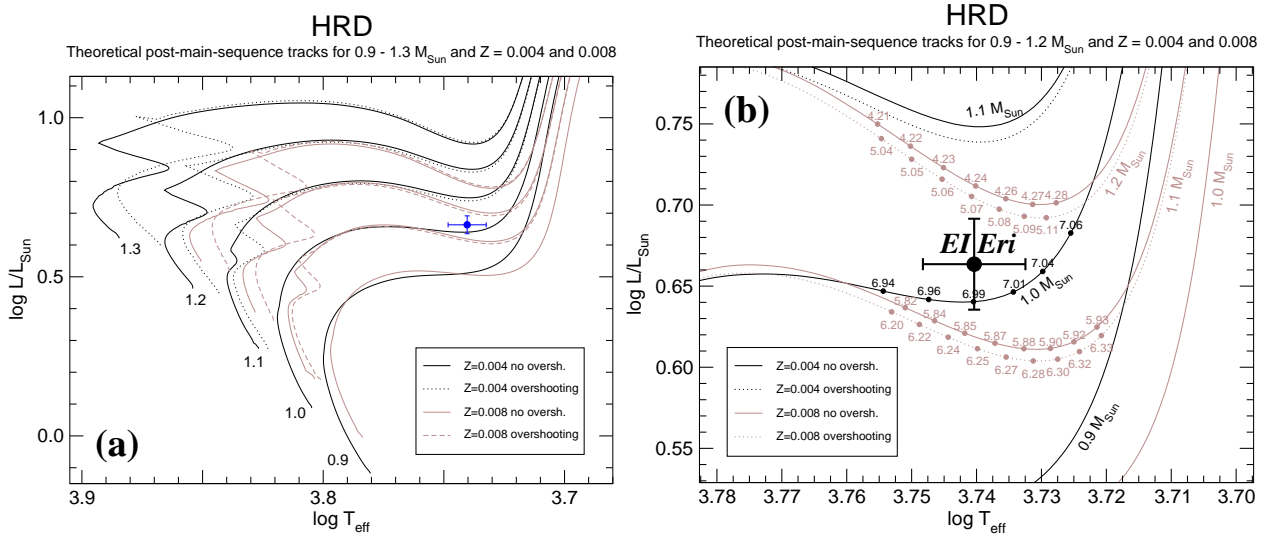 HRD
Theoretical post-main-sequence tracks for 0.9 - 1.3 M_Sun and Z = 0.004 and 0.008
1.0
0.5
0.0
log L/L_Sun
1.3
1.2
1.1
1.0
0.9
(a)
Z=0.004 no oversh.
Z=0.004 overshooting
Z=0.008 no oversh.
Z=0.008 overshooting
3.9
3.8
3.7
log T_eff
HRD
Theoretical post-main-sequence tracks for 0.9 - 1.2 M_Sun and Z = 0.004 and 0.008
(b)
0.75
0.70
0.65
0.60
0.55
log L/L_Sun
1.1 M_Sun
4.21
4.22
4.23
4.24
4.26
4.27
4.28
5.04
5.05
5.06
5.07
5.08
5.09
5.11
1.2 M_Sun
1.1 M_Sun
1.0 M_Sun
EI Eri
6.94
6.96
6.99
7.01
7.04
7.06
1.0 M_Sun
5.82
5.84
5.85
5.87
5.88
5.90
5.92
5.93
6.20
6.22
6.24
6.25
6.27
6.28
6.30
6.32
6.33
0.9 M_Sun
Z=0.004 no oversh.
Z=0.004 overshooting
Z=0.008 no oversh.
Z=0.008 overshooting
3.78
3.77
3.76
3.75
3.74
3.73
3.72
3.71
3.70
log T_eff